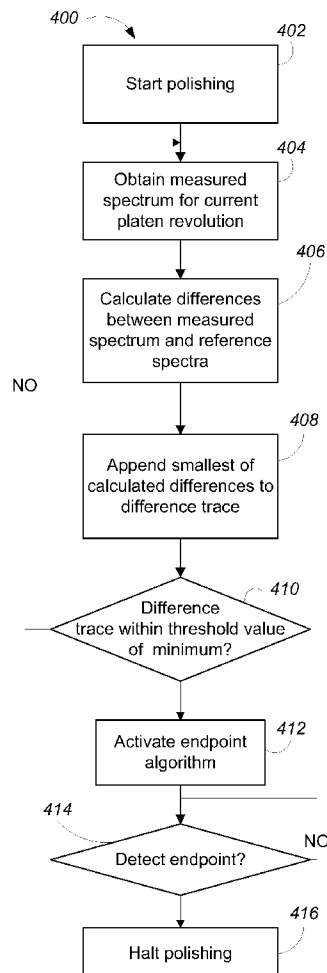 400
402
Start polishing
404
Obtain measured
spectrum for current
platen revolution
406
Calculate differences
between measured
spectrum and reference
spectra
NO
408
Append smallest of
calculated differences to
difference trace
410
Difference
trace within threshold value
of minimum?
412
Activate endpoint
algorithm
414
NO
Detect endpoint?
416
Halt polishing